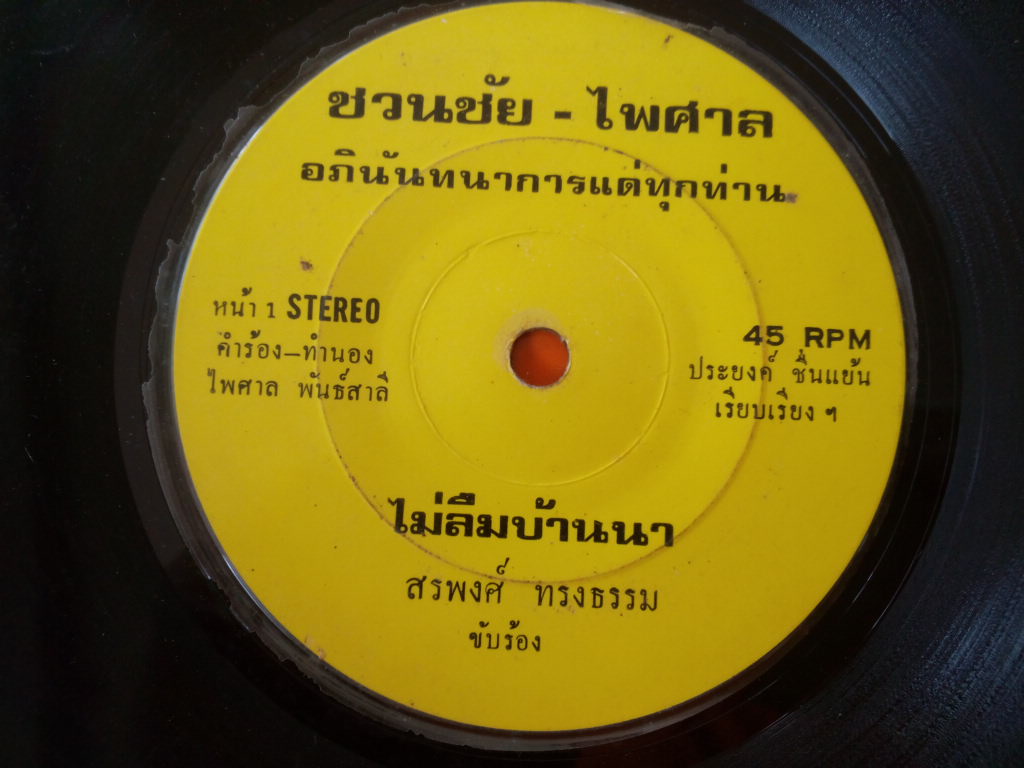 ชวนชัย - ไพศาล
อภินันทนาการแด่ทุกท่าน
หน้า 1 STEREO
คำร้อง–ทำนอง
ไพศาล พันธ์สาลี
45 RPM
ประยงค์ ชื่นแย้น
เรียบเรียง ฯ
ไม่ลืมบ้านนา
สรพงศ์ ทรงธรรม
ขับร้อง